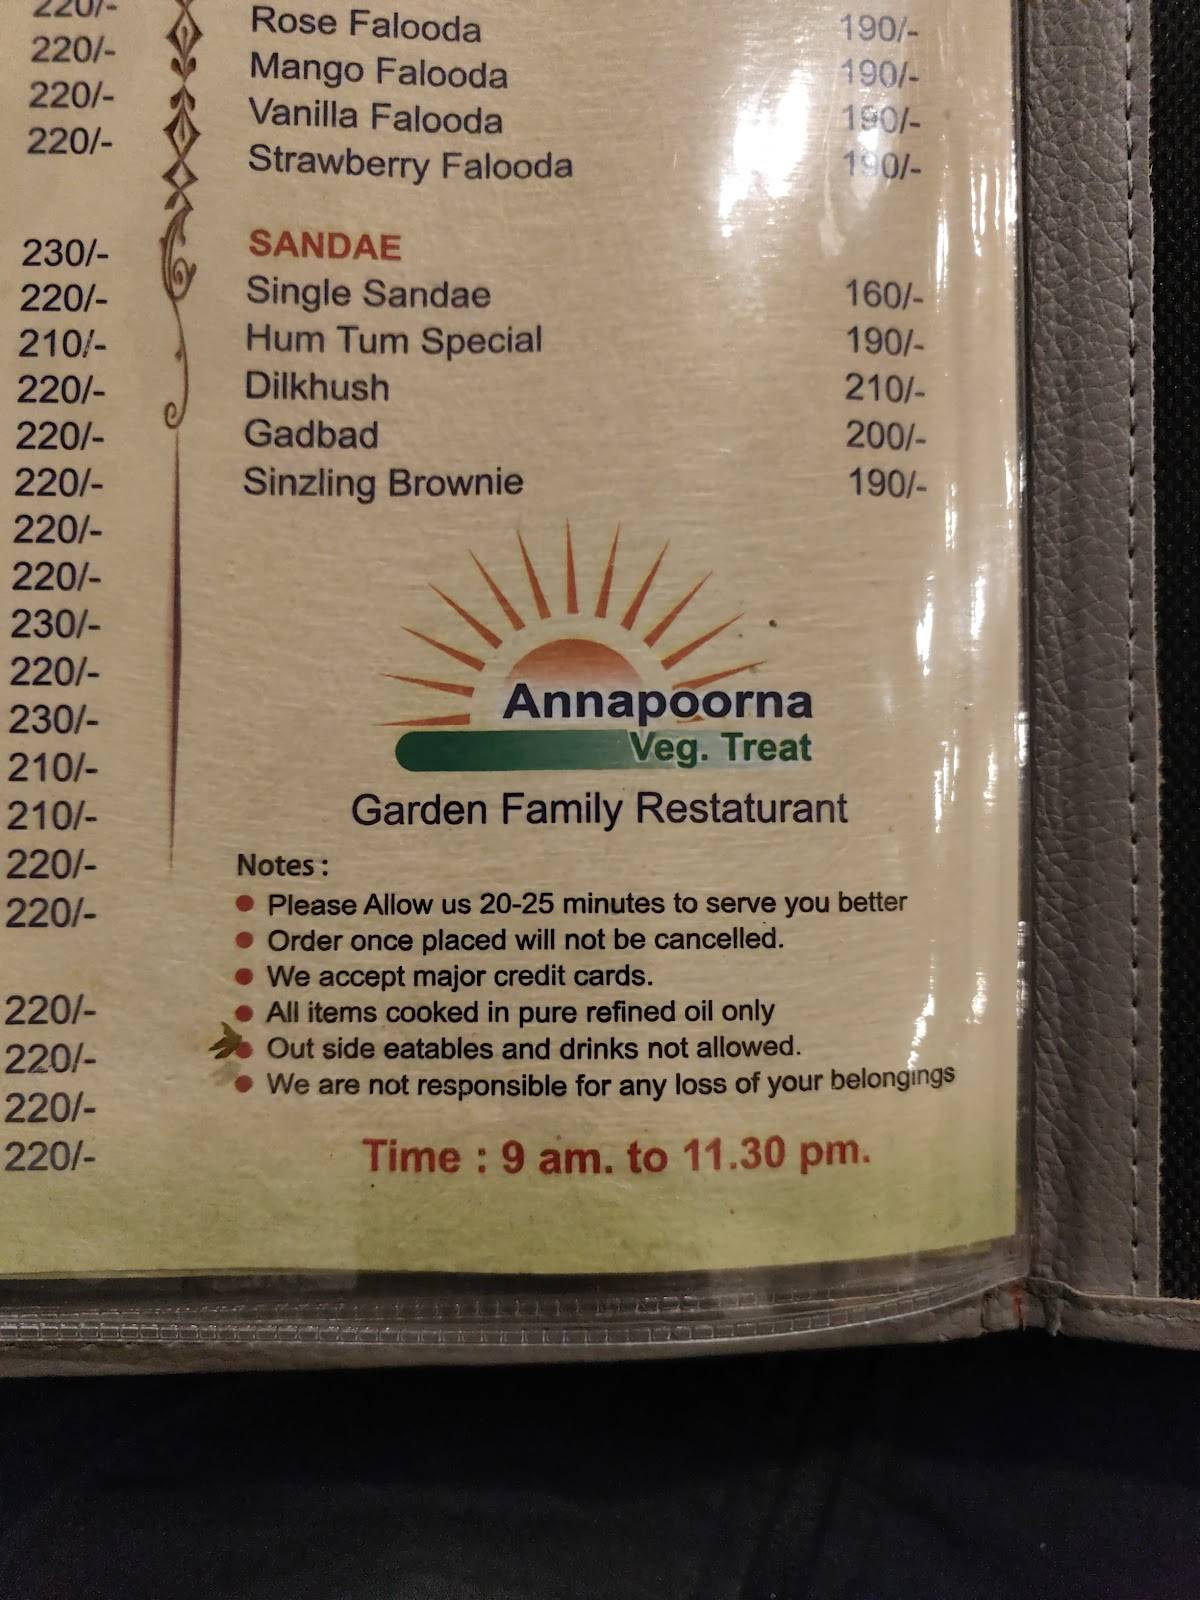 220/-
220/-
220/-
220/-
230/-
220/-
210/-
220/-
220/-
220/-
220/-
220/-
230/-
220/-
230/-
210/-
210/-
220/-
220/-
220/-
220/-
220/-
220/-
Rose Falooda 190/-
Mango Falooda 190/-
Vanilla Falooda 190/-
Strawberry Falooda 190/-
SANDAE
Single Sandae 160/-
Hum Tum Special 190/-
Dilkhush 210/-
Gadbad 200/-
Sinzling Brownie 190/-
Annapoorna
Veg. Treat
Garden Family Restaturant
Notes :
Please Allow us 20-25 minutes to serve you better
Order once placed will not be cancelled.
We accept major credit cards.
All items cooked in pure refined oil only
Out side eatables and drinks not allowed.
We are not responsible for any loss of your belongings
Time : 9 am. to 11.30 pm.